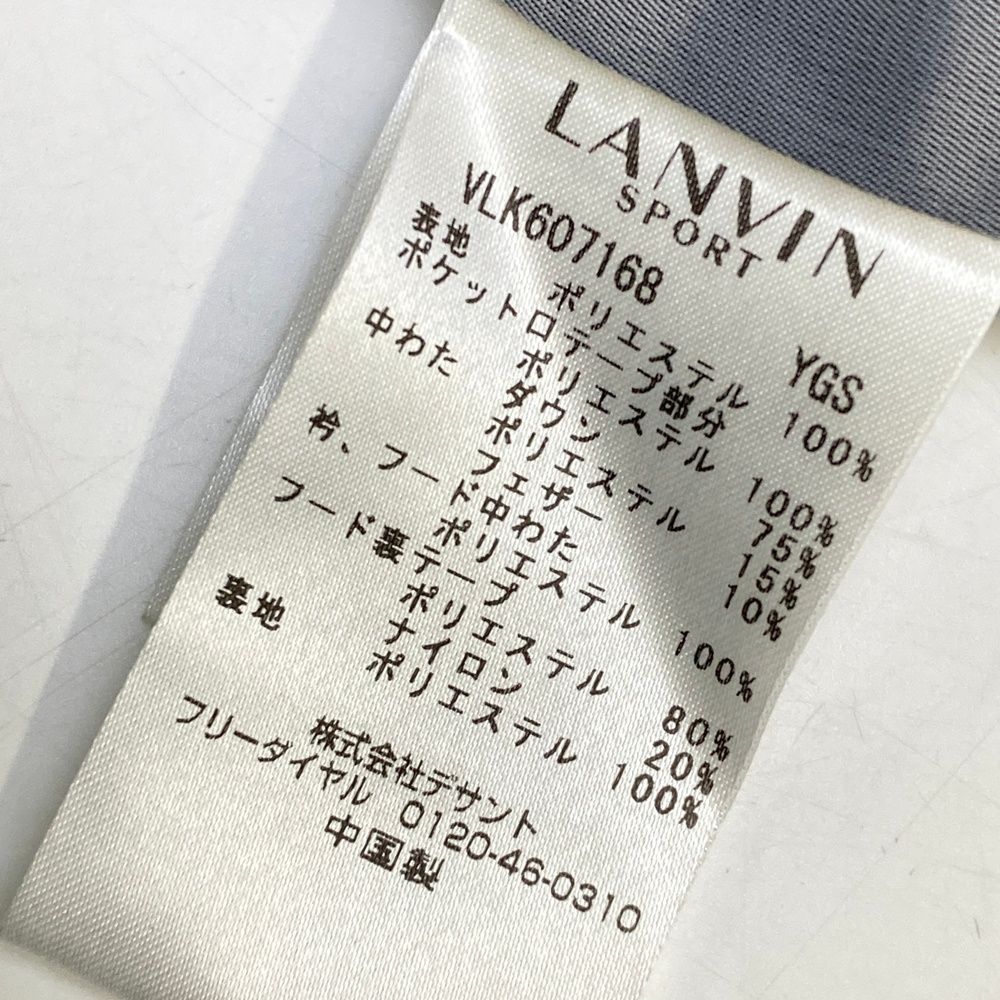 LANVIN
SPORT
VLK607168 YGS
表地 ポリエステル 100%
ポケット口テープ部分
ポリエステル 100%
中わた ダウン 75%
ポリエステル 15%
フェザー 10%
衿、フード中わた
ポリエステル 100%
フード裏テープ
ポリエステル 80%
ナイロン 20%
裏地 ポリエステル 100%
株式会社デサント
フリーダイヤル 0120-46-0310
中国製